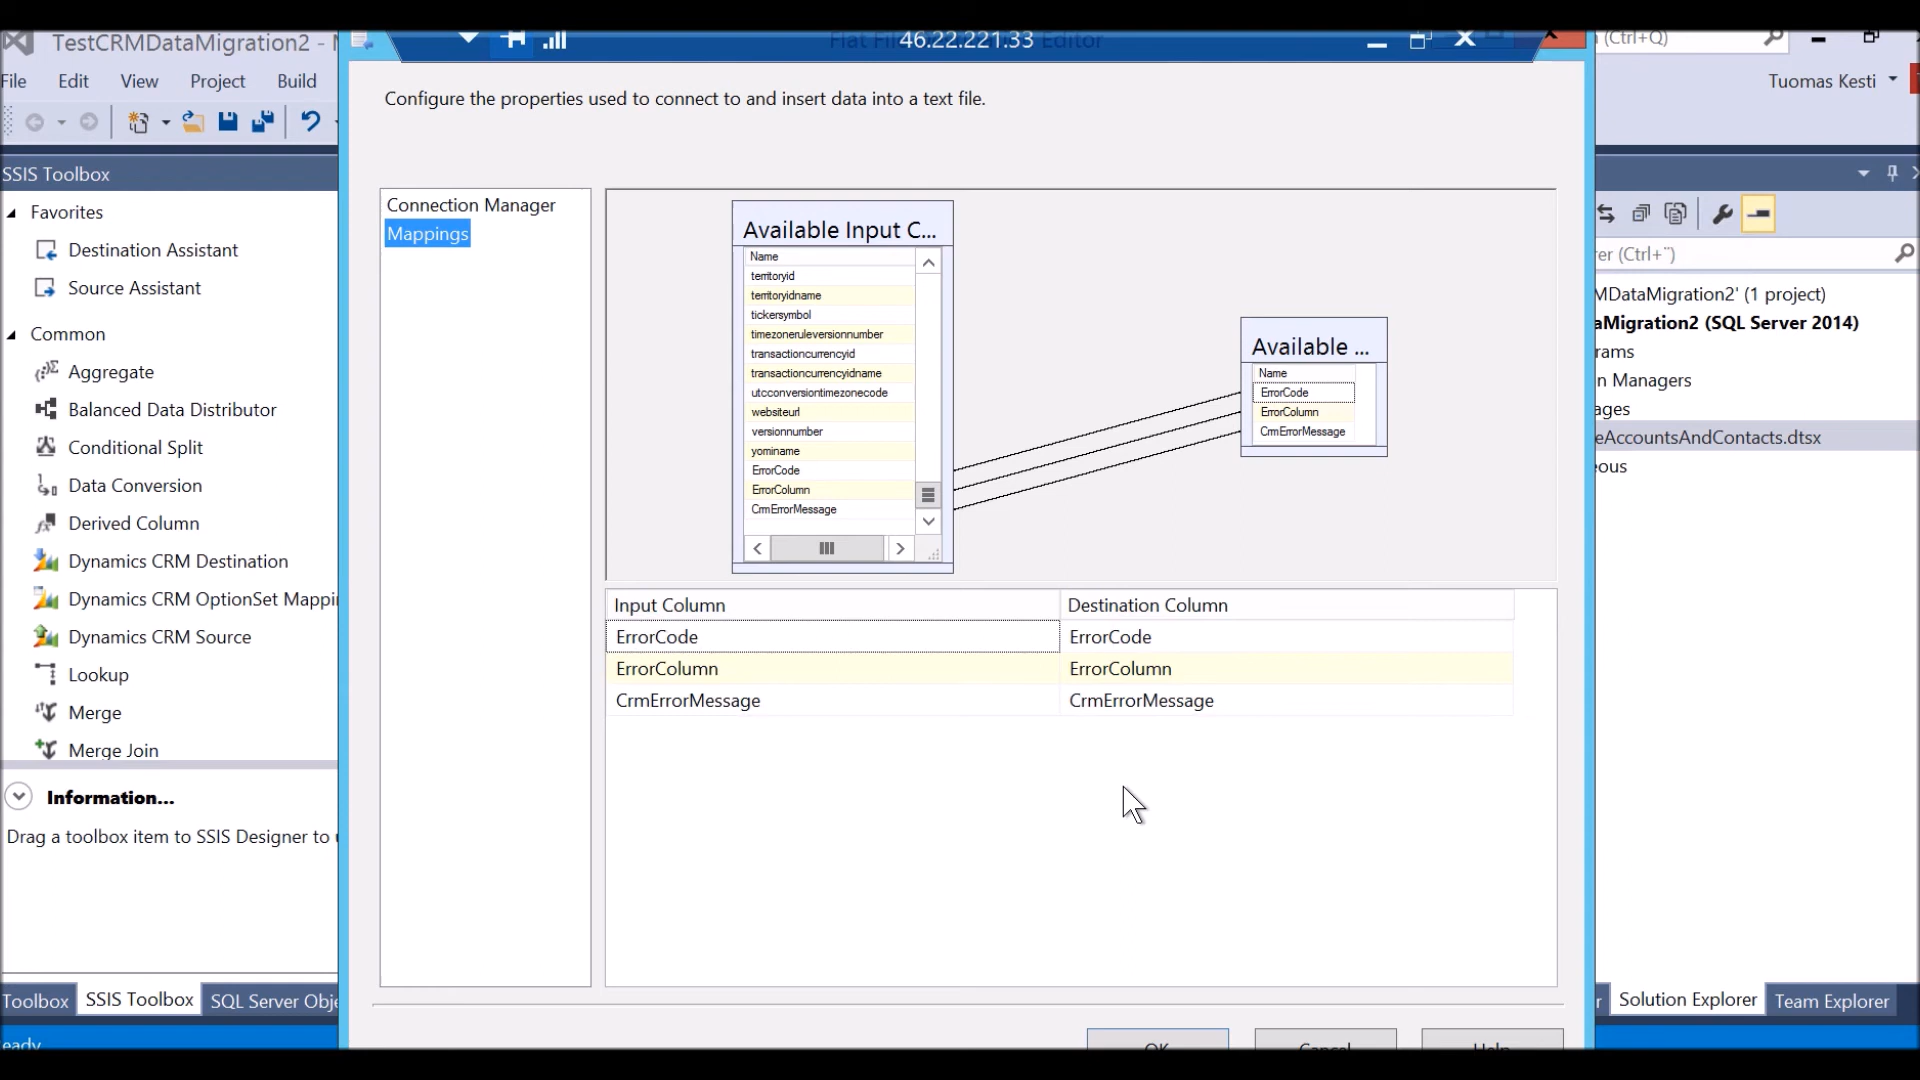 TestCRMDataMigration2 -
46.22.221.33
(Ctrl+Q)
File Edit View Project Build
Tuomas Kesti
Configure the properties used to connect to and insert data into a text file.
SSIS Toolbox
Favorites
Destination Assistant
Source Assistant
Common
Aggregate
Balanced Data Distributor
Conditional Split
Data Conversion
Derived Column
Dynamics CRM Destination
Dynamics CRM OptionSet Mappi
Dynamics CRM Source
Lookup
Merge
Merge Join
Information...
Drag a toolbox item to SSIS Designer to
Toolbox
SSIS Toolbox
SQL Server Obje
eady
Connection Manager
Mappings
Available Input C...
Name
territoryid
territoryidname
tickersymbol
timezoneruleversionnumber
transactioncurrencyid
transactioncurrencyidname
utcconversiontimezonecode
websiteurl
versionnumber
yominame
ErrorCode
ErrorColumn
CrmErrorMessage
Available ...
Name
ErrorCode
ErrorColumn
CrmErrorMessage
Input Column Destination Column
ErrorCode ErrorCode
ErrorColumn ErrorColumn
CrmErrorMessage CrmErrorMessage
OK Cancel Help
rer (Ctrl+¨)
MDataMigration2' (1 project)
aMigration2 (SQL Server 2014)
rams
n Managers
ages
eAccountsAndContacts.dtsx
eous
r
Solution Explorer
Team Explorer